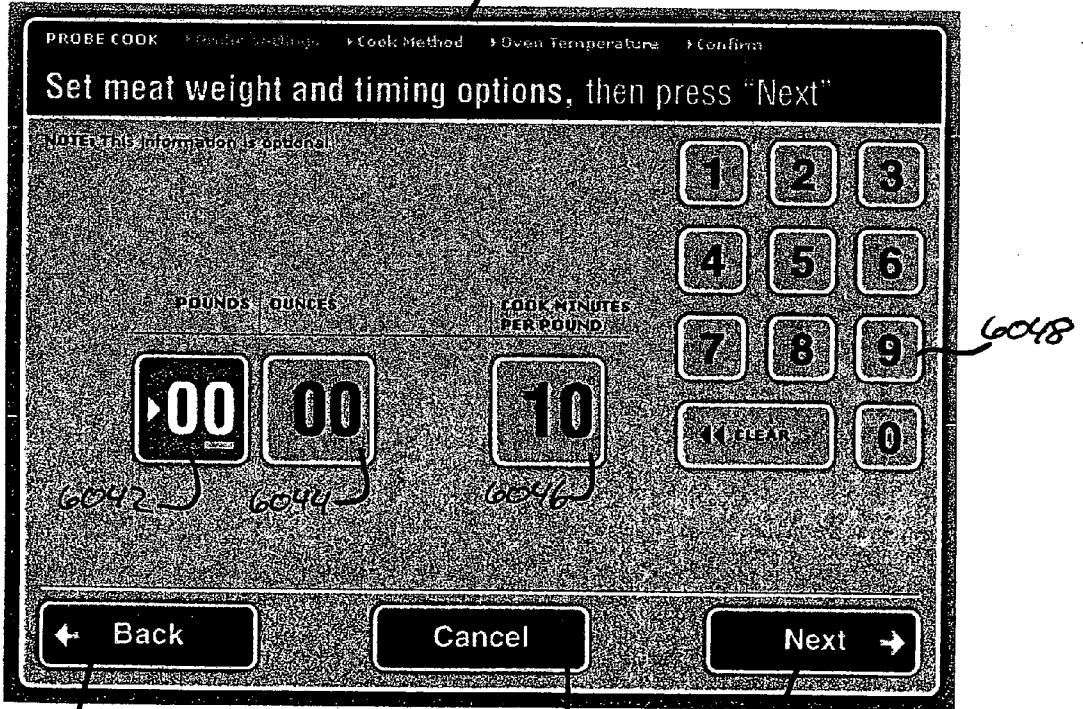 PROBE COOK ▸Probe Settings ▸Cook Method ▸Oven Temperature ▸Confirm
Set meat weight and timing options, then press "Next"
NOTE: This information is optional.
1 2 3
4 5 6
POUNDS OUNCES COOK MINUTES
PER POUND
7 8 9 6048
00 00 10
CLEAR 0
6042 6044 6046
Back Cancel Next